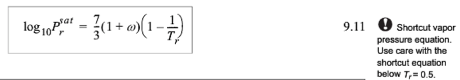 log₁₀Pᵣˢᵃᵗ = 7/3(1 + ω)(1 − 1/Tᵣ)
9.11
! Shortcut vapor
pressure equation.
Use care with the
shortcut equation
below Tᵣ = 0.5.